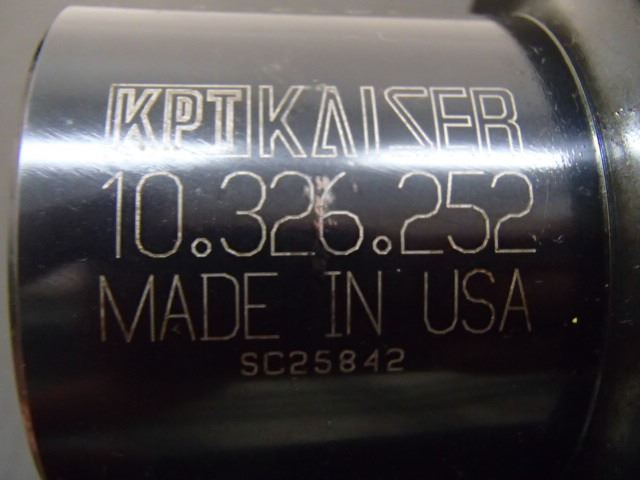 KPT KAISER
10.326.252
MADE IN USA
SC25842